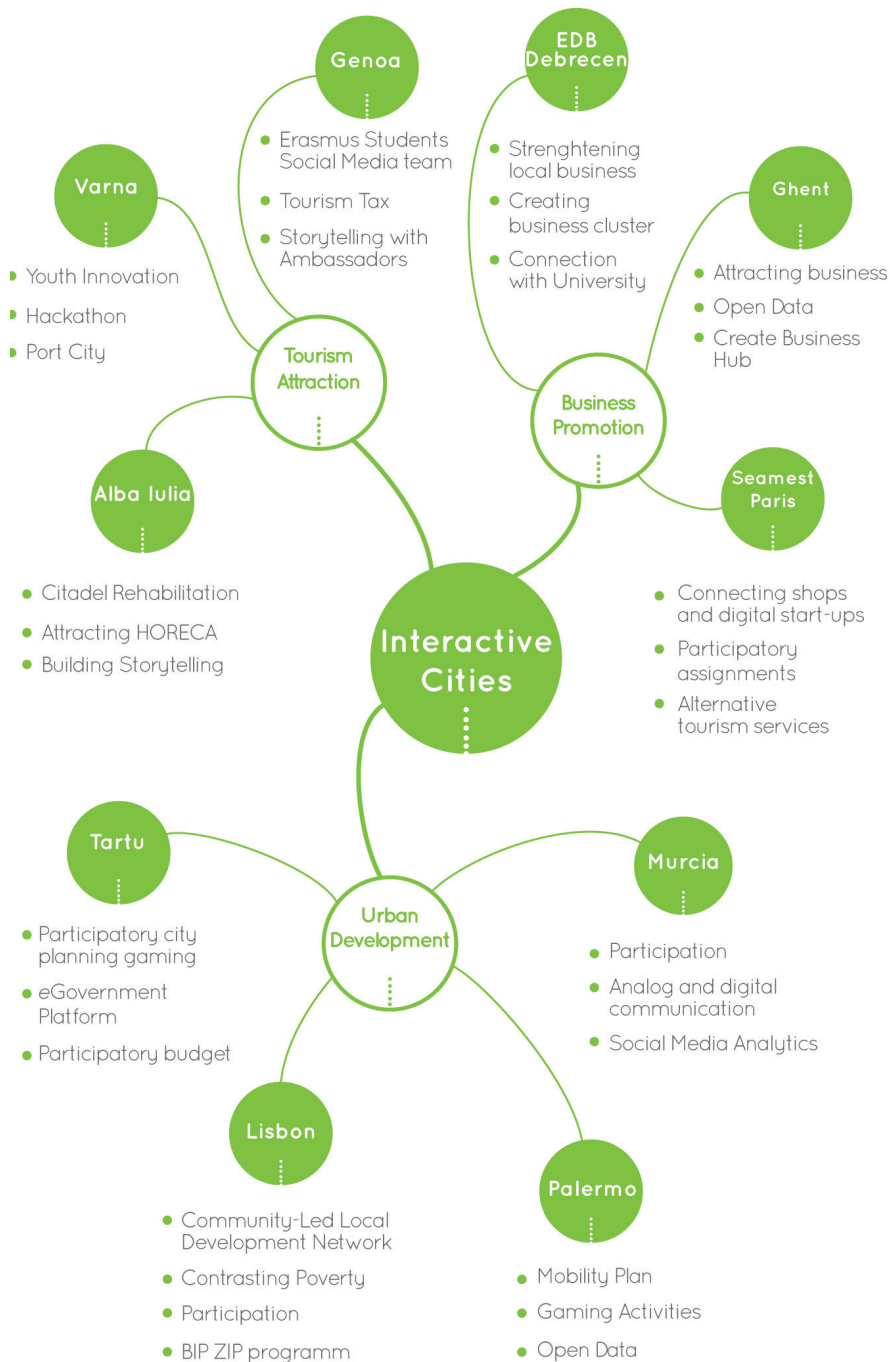 Genoa
Erasmus Students
Social Media team
Tourism Tax
Storytelling with
Ambassadors
EDB
Debrecen
Strenghtening
local business
Creating
business cluster
Connection
with University
Varna
Youth Innovation
Hackathon
Port City
Ghent
Attracting business
Open Data
Create Business
Hub
Tourism
Attraction
Business
Promotion
Alba Iulia
Citadel Rehabilitation
Attracting HORECA
Building Storytelling
Seamest
Paris
Connecting shops
and digital start-ups
Participatory
assignments
Alternative
tourism services
Interactive
Cities
Tartu
Participatory city
planning gaming
eGovernment
Platform
Participatory budget
Urban
Development
Murcia
Participation
Analog and digital
communication
Social Media Analytics
Lisbon
Community-Led Local
Development Network
Contrasting Poverty
Participation
BIP ZIP programm
Palermo
Mobility Plan
Gaming Activities
Open Data